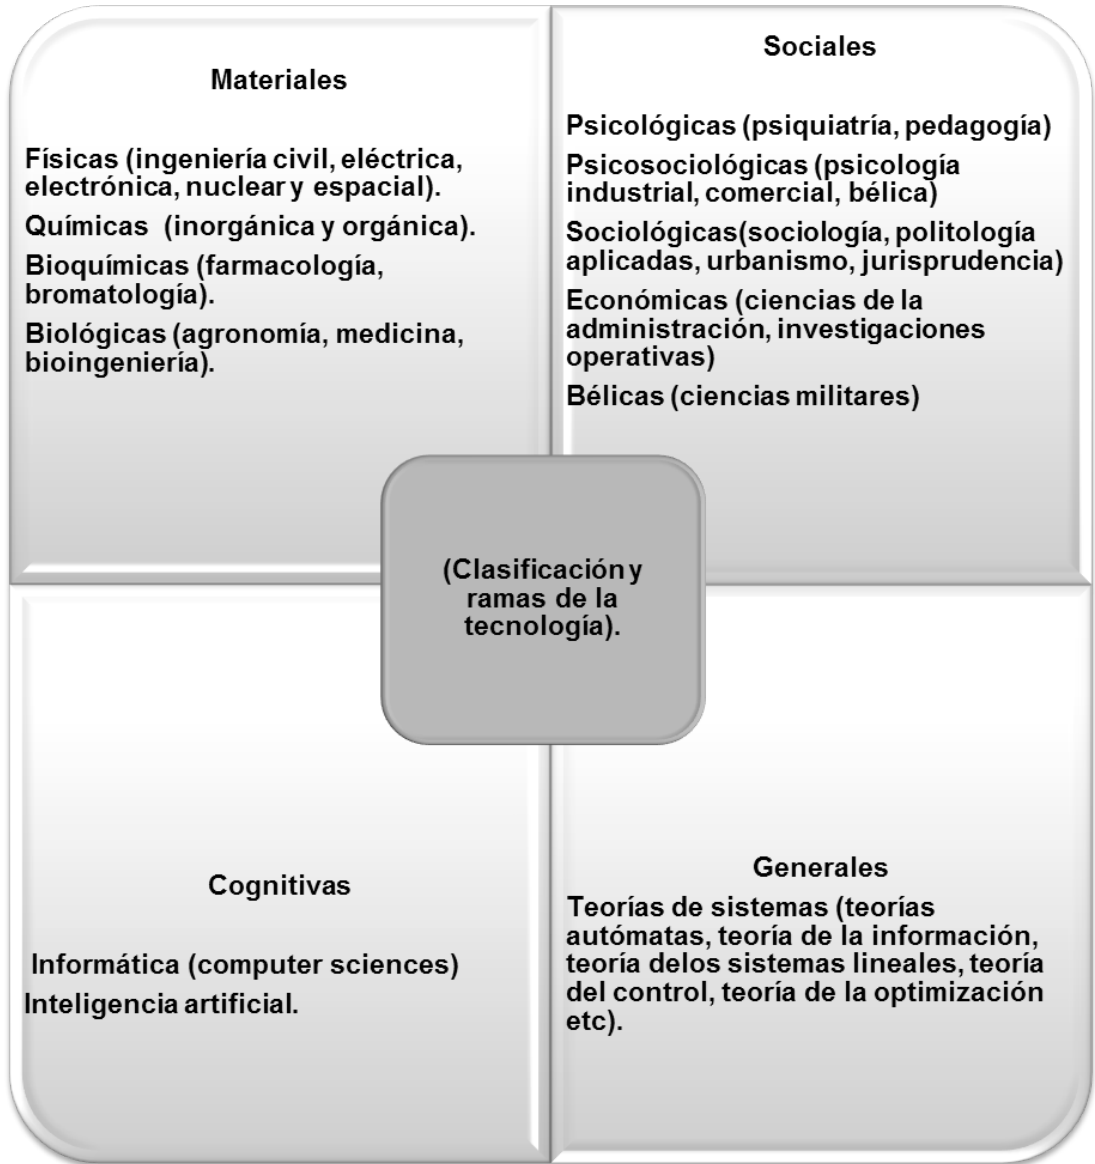 Materiales
Físicas (ingeniería civil, eléctrica,
electrónica, nuclear y espacial).
Químicas (inorgánica y orgánica).
Bioquímicas (farmacología,
bromatología).
Biológicas (agronomía, medicina,
bioingeniería).
Sociales
Psicológicas (psiquiatría, pedagogía)
Psicosociológicas (psicología
industrial, comercial, bélica)
Sociológicas(sociología, politología
aplicadas, urbanismo, jurisprudencia)
Económicas (ciencias de la
administración, investigaciones
operativas)
Bélicas (ciencias militares)
(Clasificación y
ramas de la
tecnología).
Cognitivas
Informática (computer sciences)
Inteligencia artificial.
Generales
Teorías de sistemas (teorías
autómatas, teoría de la información,
teoría delos sistemas lineales, teoría
del control, teoría de la optimización
etc).